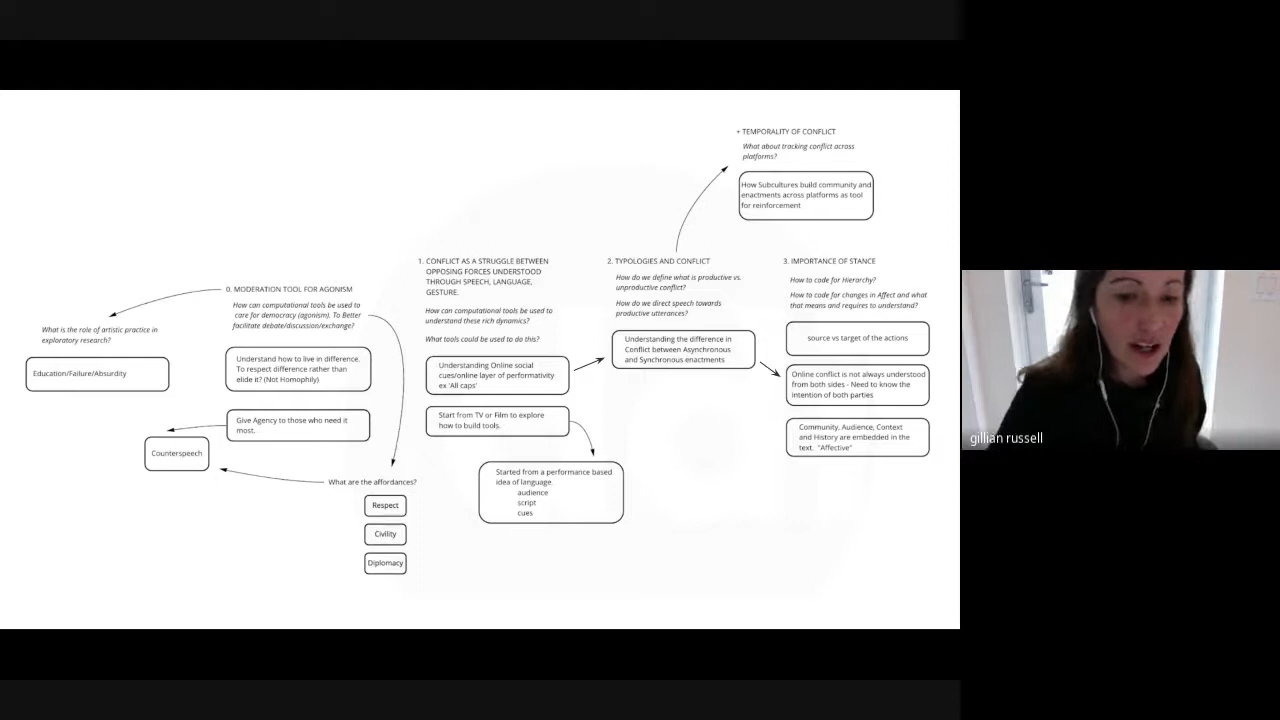 + TEMPORALITY OF CONFLICT
What about tracking conflict across
platforms?
How Subcultures build community and
enactments across platforms as tool
for reinforcement
0. MODERATION TOOL FOR AGONISM
How can computational tools be used to
care for democracy (agonism). To Better
facilitate debate/discussion/exchange?
What is the role of artistic practice in
exploratory research?
Education/Failure/Absurdity
Understand how to live in difference.
To respect difference rather than
elide it? (Not Homophily)
Give Agency to those who need it
most.
Counterspeech
What are the affordances?
Respect
Civility
Diplomacy
1. CONFLICT AS A STRUGGLE BETWEEN
OPPOSING FORCES UNDERSTOOD
THROUGH SPEECH, LANGUAGE,
GESTURE.
How can computational tools be used to
understand these rich dynamics?
What tools could be used to do this?
Understanding Online social
cues/online layer of performativity
ex 'All caps'
Start from TV or Film to explore
how to build tools.
Started from a performance based
idea of language.
audience
script
cues
2. TYPOLOGIES AND CONFLICT
How do we define what is productive vs.
unproductive conflict?
How do we direct speech towards
productive utterances?
Understanding the difference in
Conflict between Asynchronous
and Synchronous enactments
3. IMPORTANCE OF STANCE
How to code for Hierarchy?
How to code for changes in Affect and what
that means and requires to understand?
source vs target of the actions
Online conflict is not always understood
from both sides - Need to know the
intention of both parties
Community, Audience, Context
and History are embedded in the
text. "Affective"
gillian russell